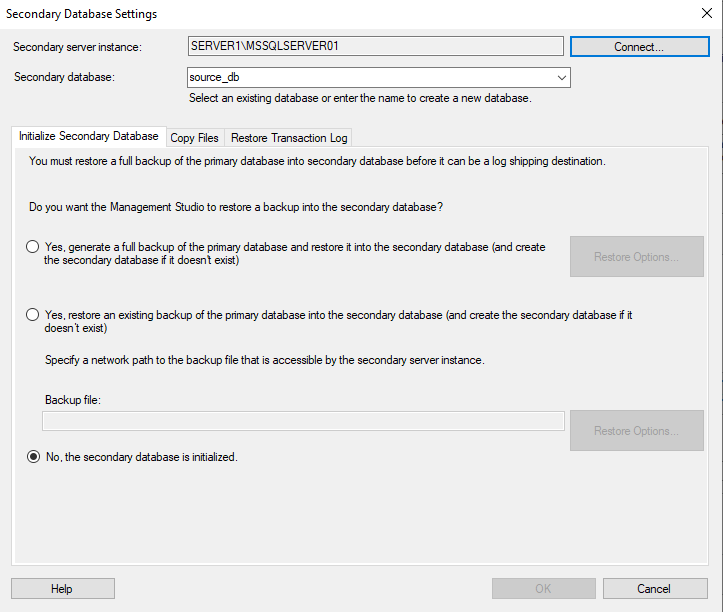 Secondary Database Settings
Secondary server instance:
SERVER1\MSSQLSERVER01
Connect...
Secondary database:
source_db
Select an existing database or enter the name to create a new database.
Initialize Secondary Database
Copy Files
Restore Transaction Log
You must restore a full backup of the primary database into secondary database before it can be a log shipping destination.
Do you want the Management Studio to restore a backup into the secondary database?
Yes, generate a full backup of the primary database and restore it into the secondary database (and create
the secondary database if it doesn't exist)
Restore Options...
Yes, restore an existing backup of the primary database into the secondary database (and create the secondary database if it
doesn't exist)
Specify a network path to the backup file that is accessible by the secondary server instance.
Backup file:
Restore Options...
No, the secondary database is initialized.
Help
OK
Cancel